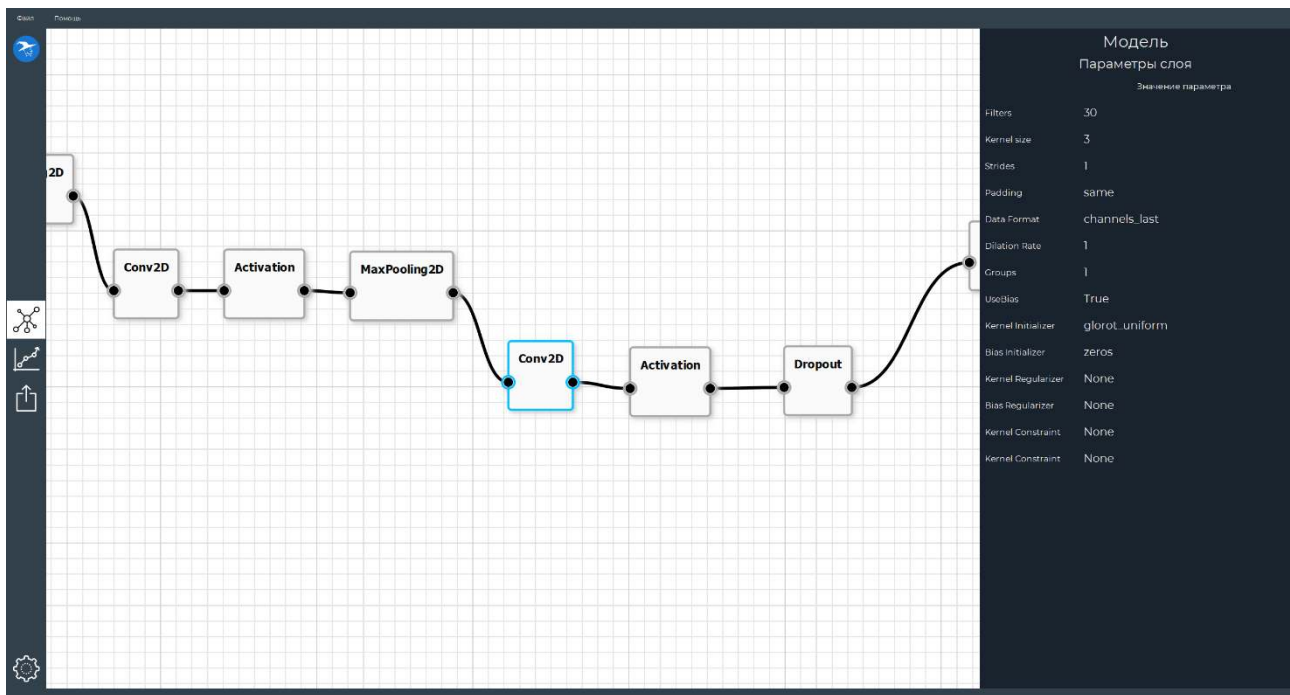 Файл Помощь
Модель
Параметры слоя
Значение параметра
Filters 30
Kernel size 3
Strides 1
Padding same
Data Format channels_last
Dilation Rate 1
Groups 1
UseBias True
Kernel Initializer glorot_uniform
Bias Initializer zeros
Kernel Regularizer None
Bias Regularizer None
Kernel Constraint None
Kernel Constraint None
2D
Conv2D Activation MaxPooling2D
Conv2D Activation Dropout